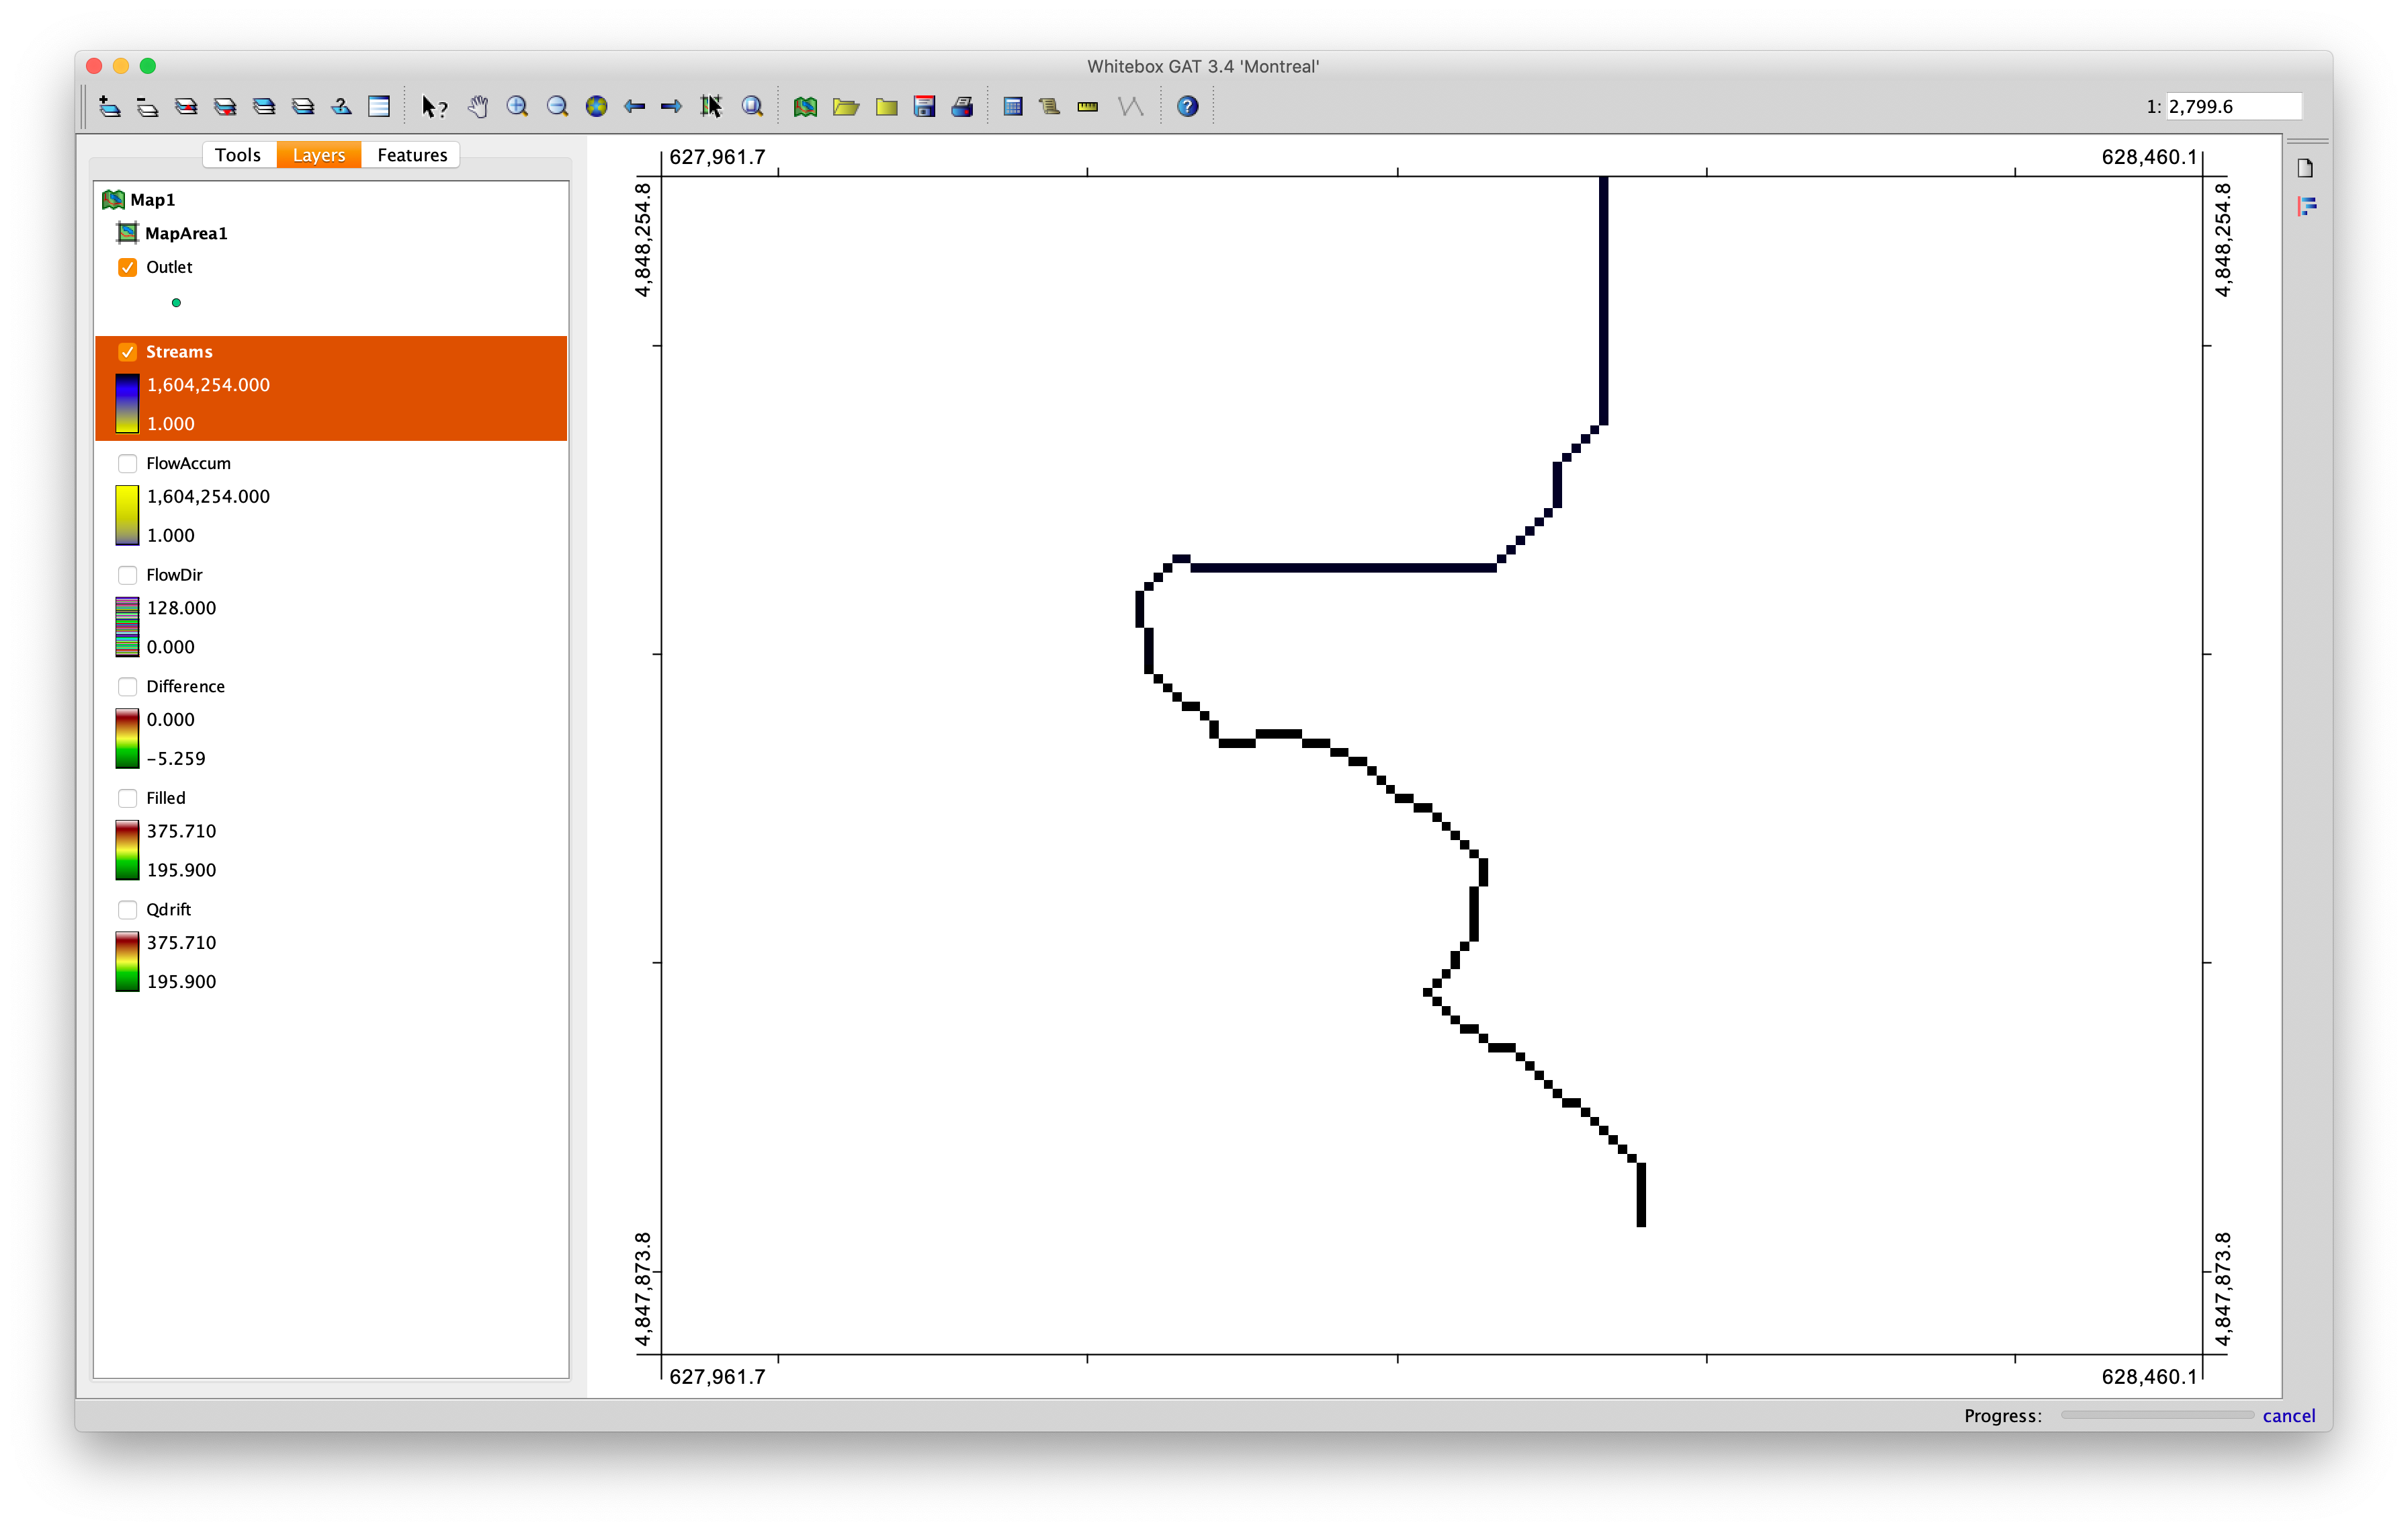 Whitebox GAT 3.4 'Montreal'
1: 2,799.6
Tools Layers Features
Map1
MapArea1
Outlet
Streams
1,604,254.000
1.000
FlowAccum
1,604,254.000
1.000
FlowDir
128.000
0.000
Difference
0.000
−5.259
Filled
375.710
195.900
Qdrift
375.710
195.900
627,961.7 628,460.1
4,848,254.8 4,848,254.8
4,847,873.8 4,847,873.8
627,961.7 628,460.1
Progress: cancel